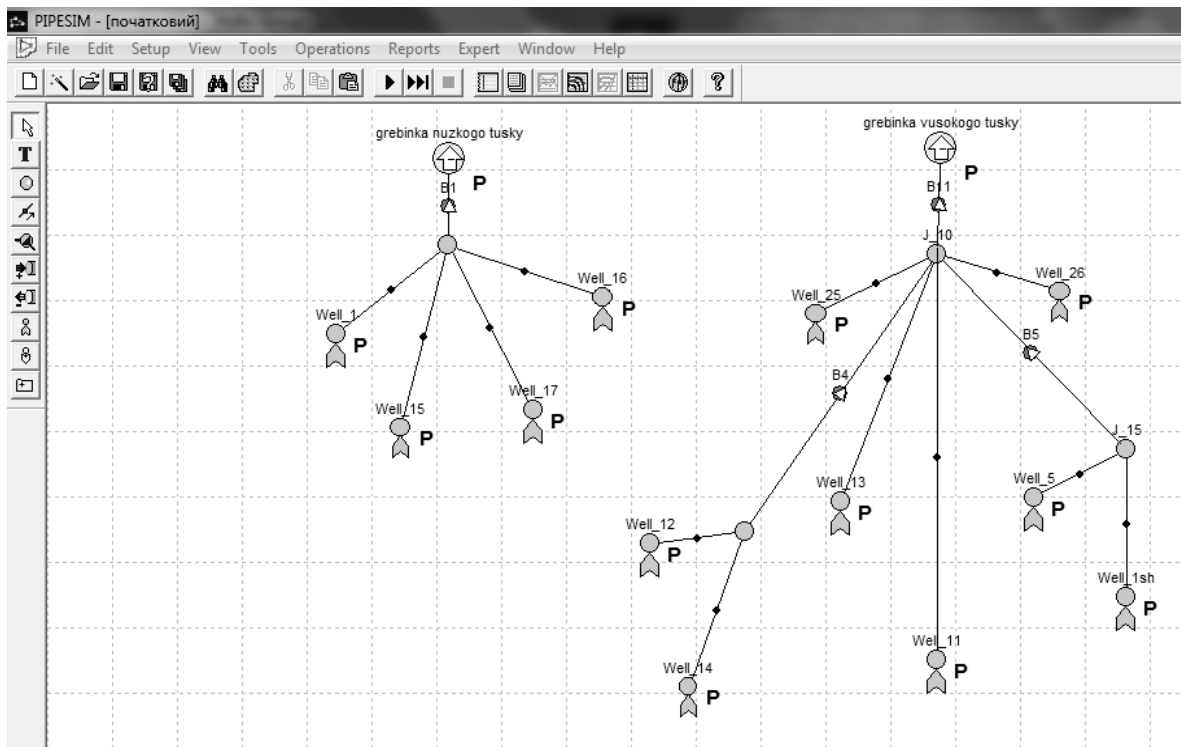 PIPESIM - [початковий]
File Edit Setup View Tools Operations Reports Expert Window Help
T
grebinka nuzkogo tusky
P
B1
Well_16
P
Well_1
P
Well_17
P
Well_15
P
grebinka vusokogo tusky
P
B11
J_10
Well_26
P
Well_25
P
B5
B4
J_15
Well_5
P
Well_13
P
Well_12
P
Well_1sh
P
Well_11
P
Well_14
P